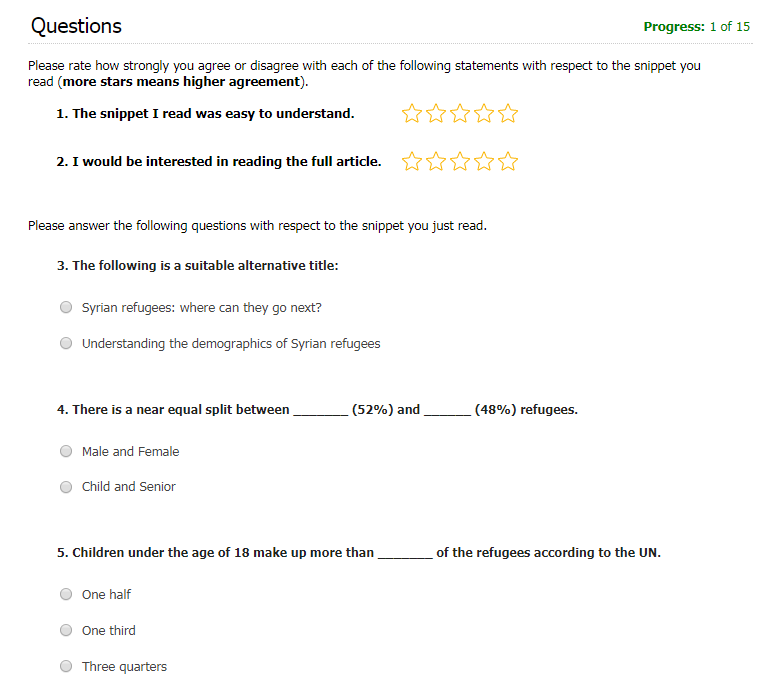 Questions
Progress: 1 of 15
Please rate how strongly you agree or disagree with each of the following statements with respect to the snippet you
read (more stars means higher agreement).
1. The snippet I read was easy to understand.
2. I would be interested in reading the full article.
Please answer the following questions with respect to the snippet you just read.
3. The following is a suitable alternative title:
Syrian refugees: where can they go next?
Understanding the demographics of Syrian refugees
4. There is a near equal split between _______ (52%) and ______ (48%) refugees.
Male and Female
Child and Senior
5. Children under the age of 18 make up more than _______ of the refugees according to the UN.
One half
One third
Three quarters